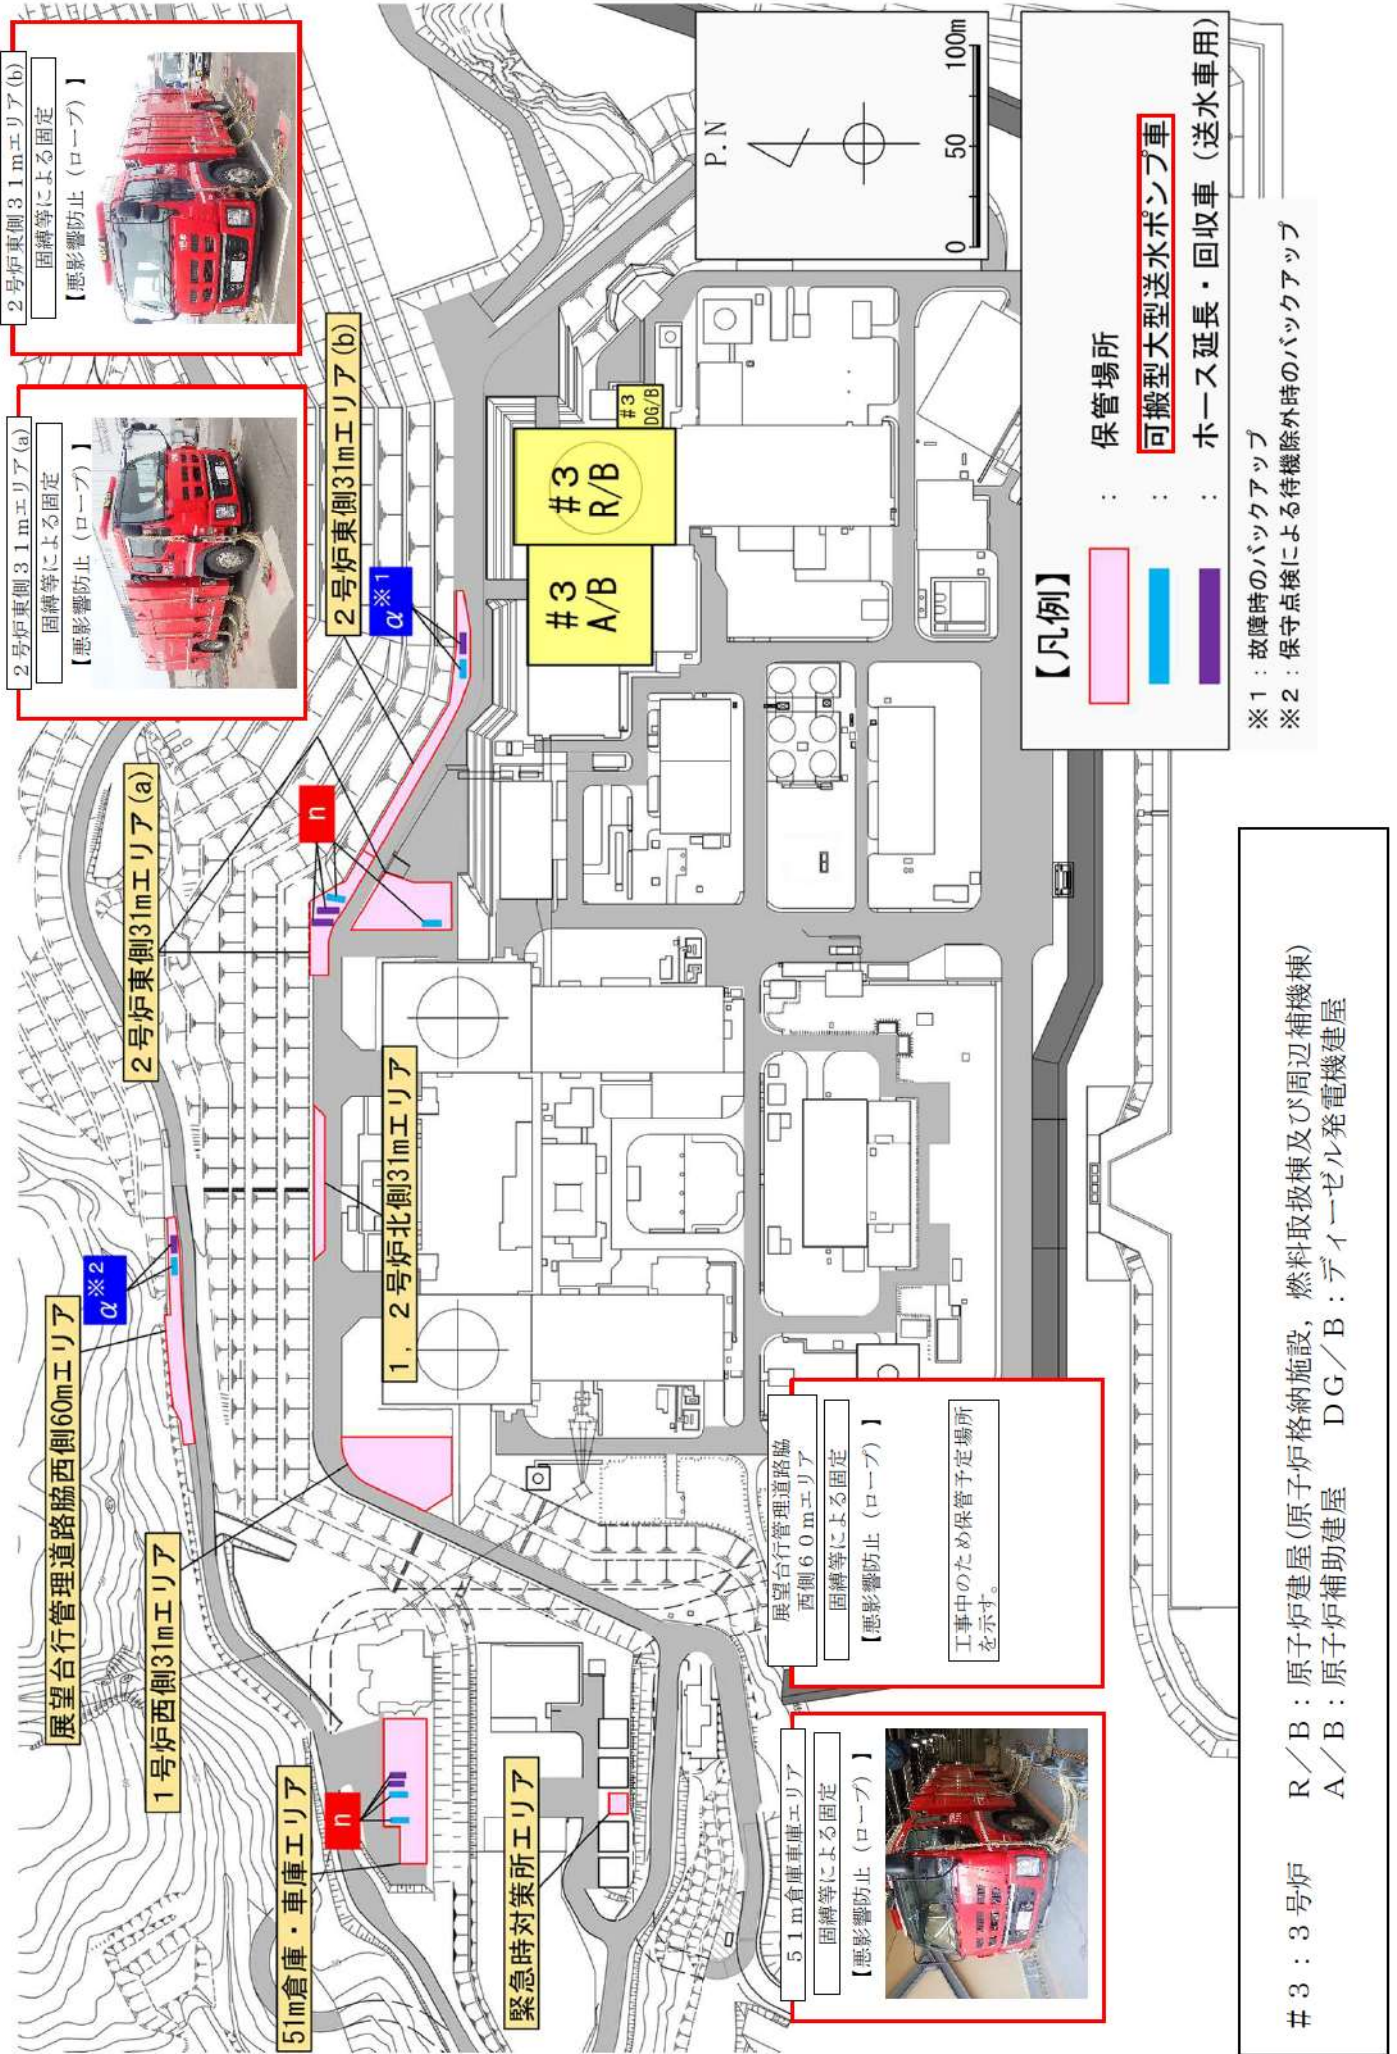 2号炉東側31mエリア(b)
固縛等による固定
【悪影響防止（ロープ）】
2号炉東側31mエリア(a)
固縛等による固定
【悪影響防止（ロープ）】
展望台行管理道路脇西側60mエリア
α※2
2号炉東側31mエリア(a)
2号炉東側31mエリア(b)
1号炉西側31mエリア
n
α※1
51m倉庫・車庫エリア
n
1，2号炉北側31mエリア
緊急時対策所エリア
#3
A/B
#3
R/B
#3
DG/B
P.N
0 50 100m
51m倉庫車庫エリア
固縛等による固定
【悪影響防止（ロープ）】
展望台行管理道路脇
西側60mエリア
固縛等による固定
【悪影響防止（ロープ）】
工事中のため保管予定場所
を示す。
【凡例】
：保管場所
：可搬型大型送水ポンプ車
：ホース延長・回収車（送水車用）
※1：故障時のバックアップ
※2：保守点検による待機除外時のバックアップ
#3：3号炉 R/B：原子炉建屋(原子炉格納施設，燃料取扱棟及び周辺補機棟)
A/B：原子炉補助建屋 DG/B：ディーゼル発電機建屋